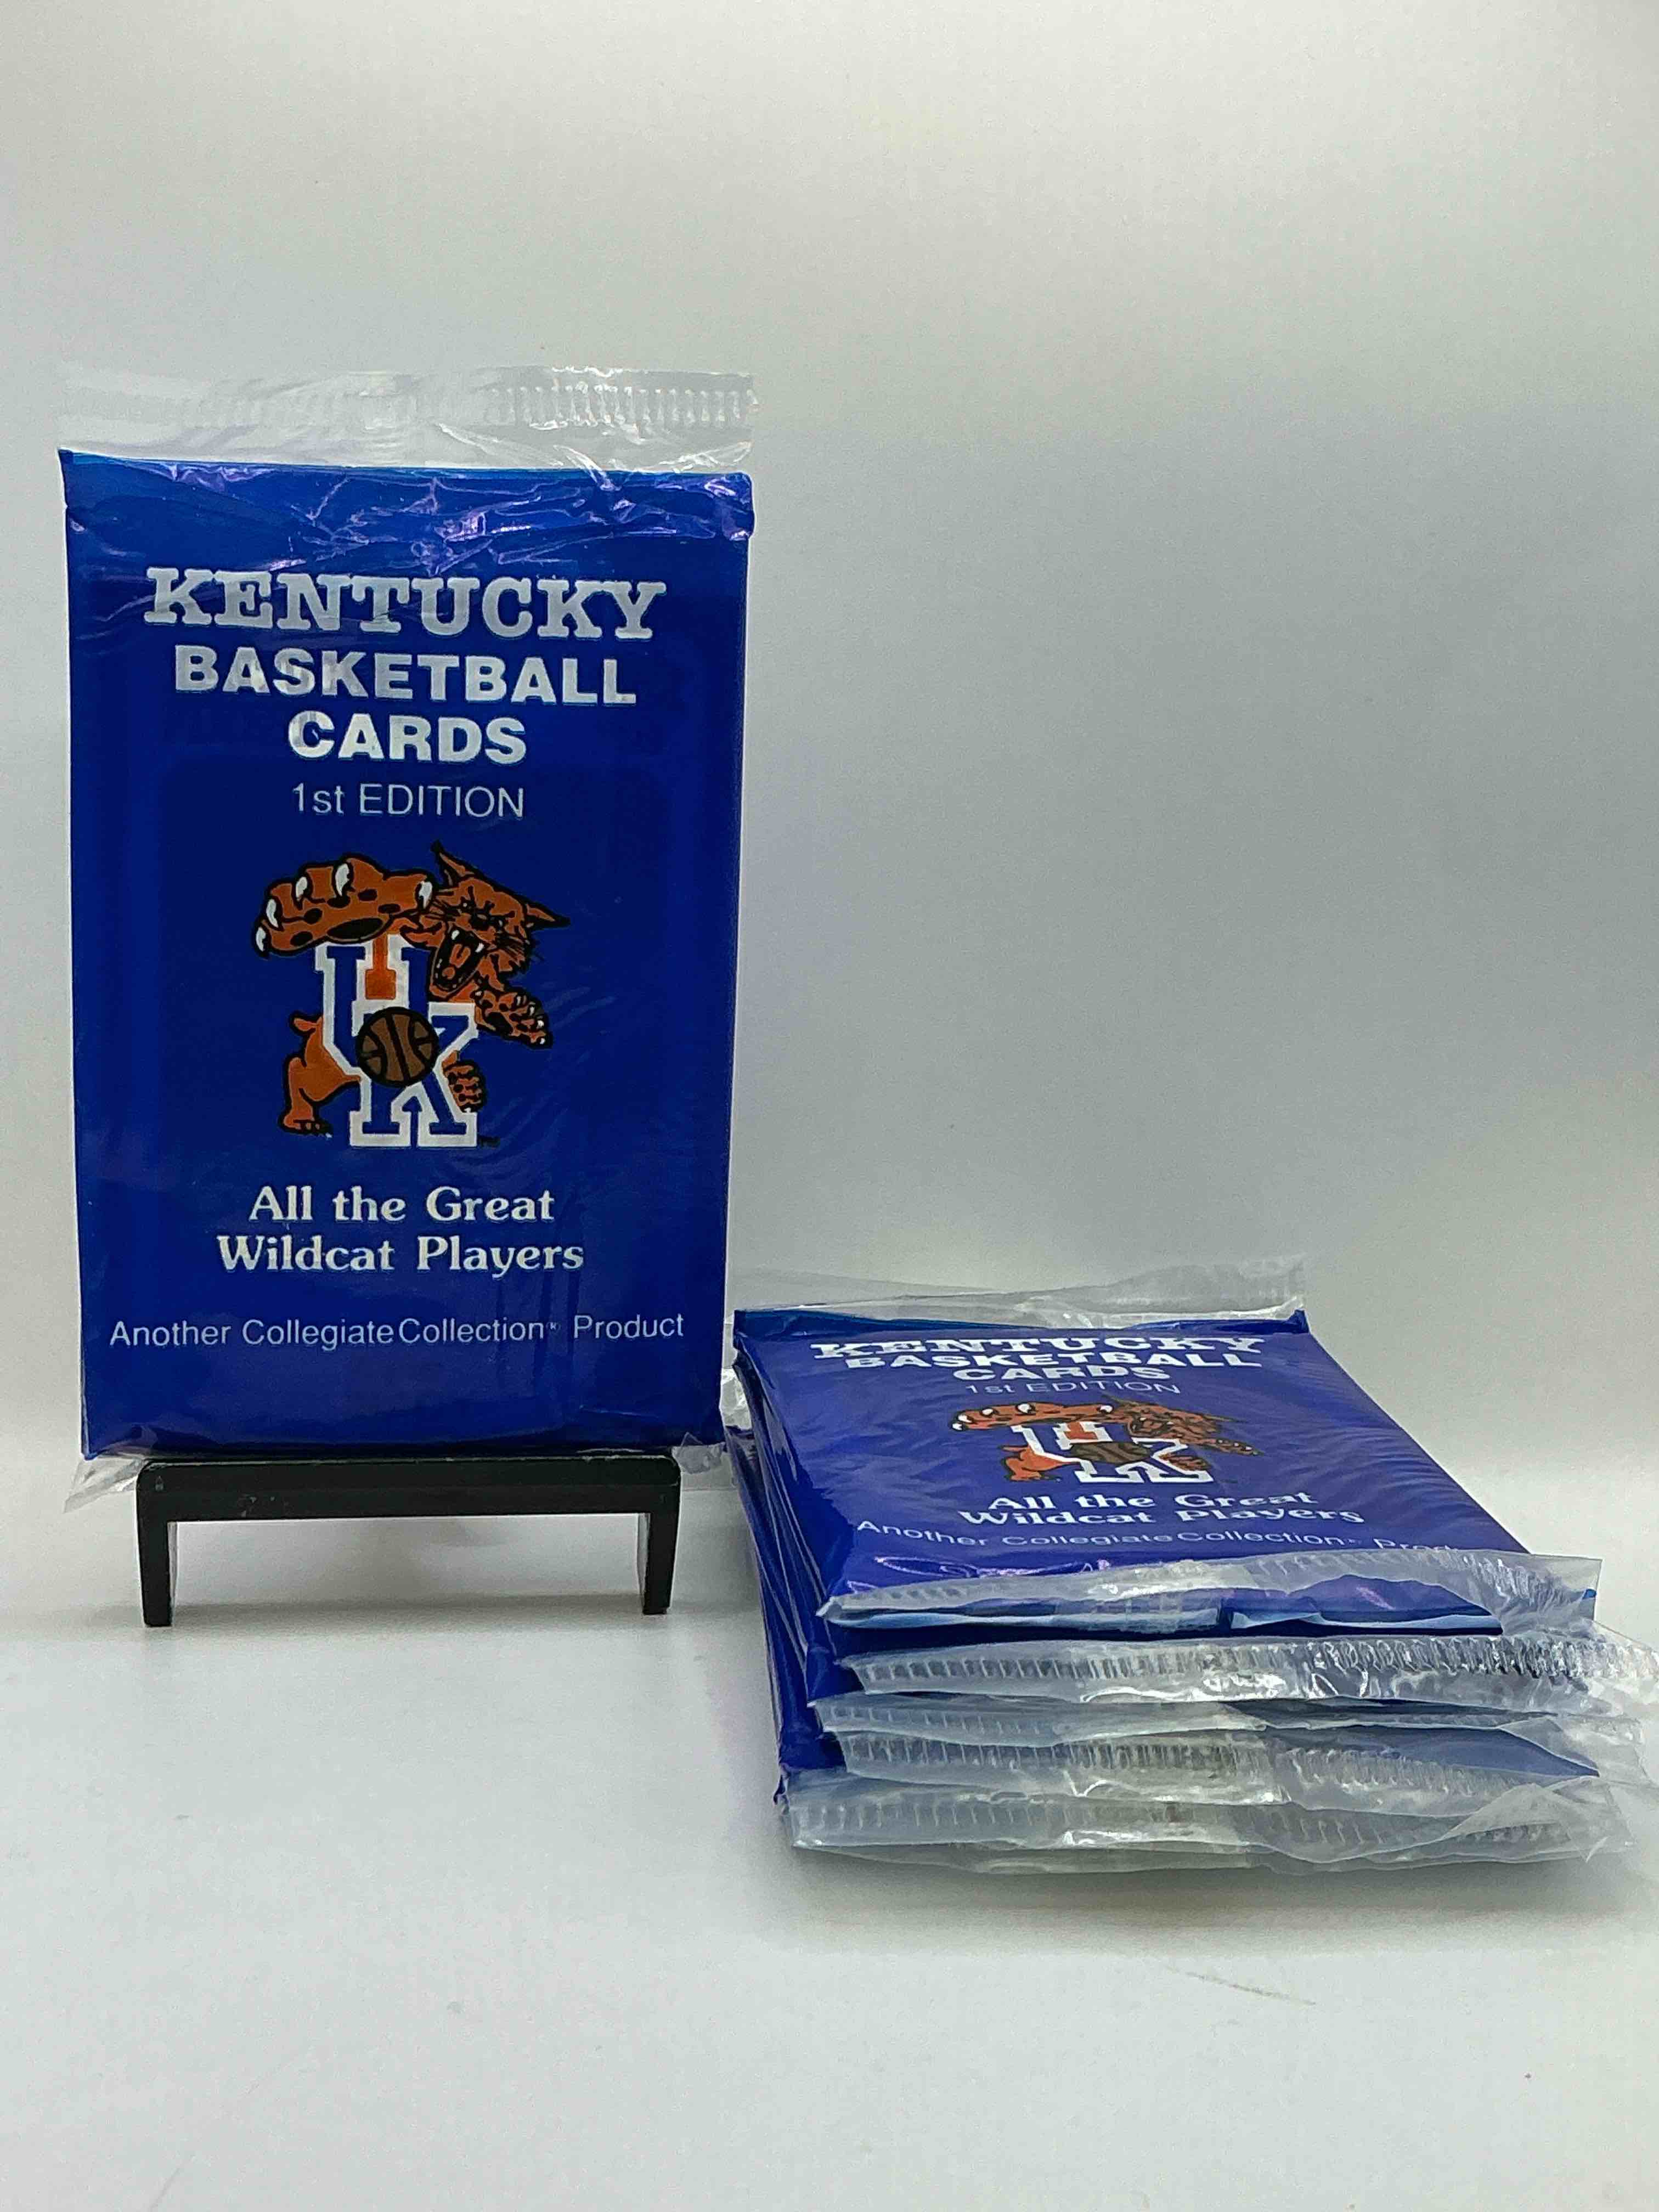 KENTUCKY
BASKETBALL
CARDS
1st EDITION
UK
All the Great
Wildcat Players
Another Collegiate Collection Product
KENTUCKY
BASKETBALL
CARDS
1st EDITION
UK
All the Great
Wildcat Players
Another Collegiate Collection